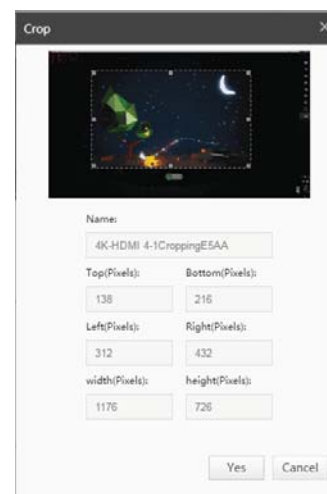 Crop
Name:
4K-HDMI 4-1CroppingE5AA
Top(Pixels): Bottom(Pixels):
138 216
Left(Pixels): Right(Pixels):
312 432
width(Pixels): height(Pixels):
1176 726
Yes Cancel